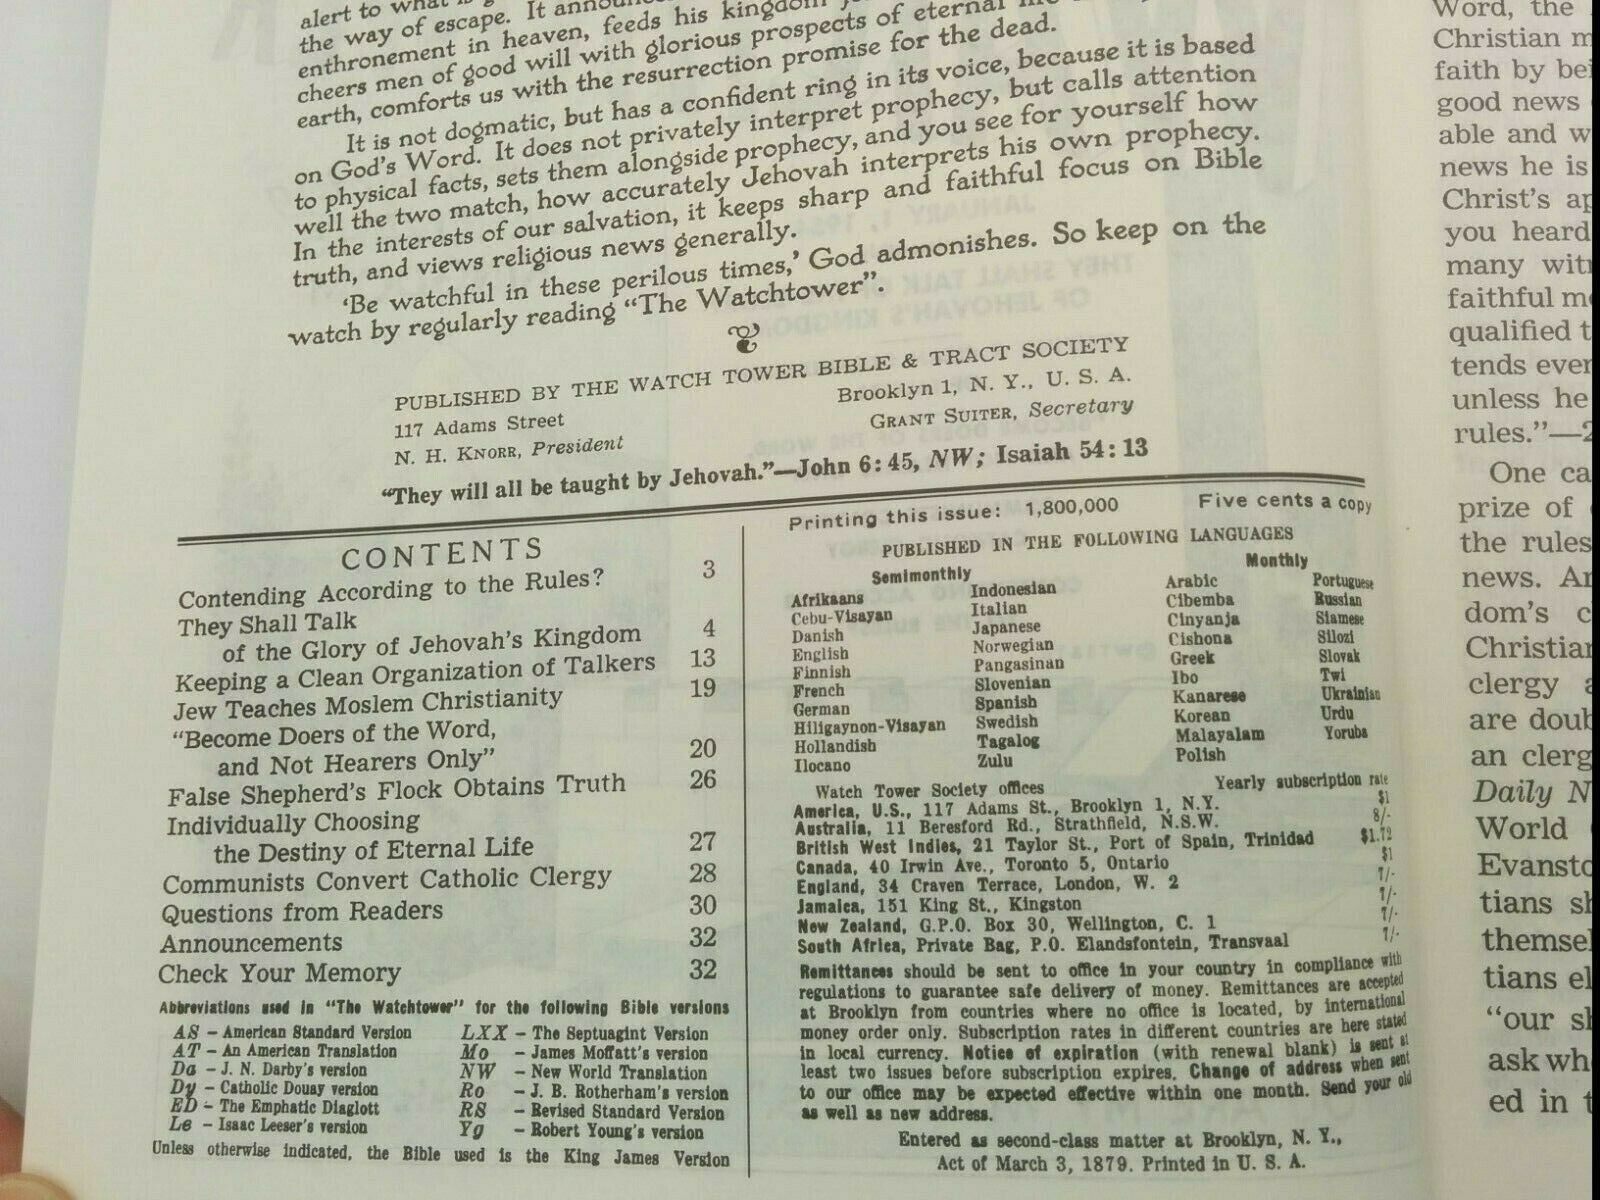 alert to what is
the way of escape. It announ
enthronement in heaven, feeds his kingdom
cheers men of good will with glorious prospects of eternal
earth, comforts us with the resurrection promise for the dead.
It is not dogmatic, but has a confident ring in its voice, because it is based
on God's Word. It does not privately interpret prophecy, but calls attention
to physical facts, sets them alongside prophecy, and you see for yourself how
well the two match, how accurately Jehovah interprets his own prophecy.
In the interests of our salvation, it keeps sharp and faithful focus on Bible
truth, and views religious news generally.
‘Be watchful in these perilous times,’ God admonishes. So keep on the
watch by regularly reading “The Watchtower”.
PUBLISHED BY THE WATCH TOWER BIBLE & TRACT SOCIETY
117 Adams Street Brooklyn 1, N. Y., U. S. A.
N. H. KNORR, President GRANT SUITER, Secretary
“They will all be taught by Jehovah.”—John 6:45, NW; Isaiah 54:13
CONTENTS
Contending According to the Rules? 3
They Shall Talk
of the Glory of Jehovah's Kingdom 4
Keeping a Clean Organization of Talkers 13
Jew Teaches Moslem Christianity 19
“Become Doers of the Word,
and Not Hearers Only” 20
False Shepherd's Flock Obtains Truth 26
Individually Choosing
the Destiny of Eternal Life 27
Communists Convert Catholic Clergy 28
Questions from Readers 30
Announcements 32
Check Your Memory 32
Abbreviations used in “The Watchtower” for the following Bible versions
AS – American Standard Version LXX – The Septuagint Version
AT – An American Translation Mo – James Moffatt's version
Da – J. N. Darby's version NW – New World Translation
Dy – Catholic Douay version Ro – J. B. Rotherham's version
ED – The Emphatic Diaglott RS – Revised Standard Version
Le – Isaac Leeser's version Yg – Robert Young's version
Unless otherwise indicated, the Bible used is the King James Version
Printing this issue: 1,800,000 Five cents a copy
PUBLISHED IN THE FOLLOWING LANGUAGES
Semimonthly Monthly
Afrikaans Indonesian Arabic Portuguese
Cebu-Visayan Italian Cibemba Russian
Danish Japanese Cinyanja Siamese
English Norwegian Cishona Silozi
Finnish Pangasinan Greek Slovak
French Slovenian Ibo Twi
German Spanish Kanarese Ukrainian
Hiligaynon-Visayan Swedish Korean Urdu
Hollandish Tagalog Malayalam Yoruba
Ilocano Zulu Polish
Watch Tower Society offices Yearly subscription rate
America, U.S., 117 Adams St., Brooklyn 1, N.Y. $1
Australia, 11 Beresford Rd., Strathfield, N.S.W. 8/-
British West Indies, 21 Taylor St., Port of Spain, Trinidad $1.72
Canada, 40 Irwin Ave., Toronto 5, Ontario $1
England, 34 Craven Terrace, London, W. 2 7/-
Jamaica, 151 King St., Kingston 7/-
New Zealand, G.P.O. Box 30, Wellington, C. 1 7/-
South Africa, Private Bag, P.O. Elandsfontein, Transvaal 7/-
Remittances should be sent to office in your country in compliance with
regulations to guarantee safe delivery of money. Remittances are accepted
at Brooklyn from countries where no office is located, by international
money order only. Subscription rates in different countries are here stated
in local currency. Notice of expiration (with renewal blank) is sent at
least two issues before subscription expires. Change of address when sent
to our office may be expected effective within one month. Send your old
as well as new address.
Entered as second-class matter at Brooklyn, N. Y.,
Act of March 3, 1879. Printed in U. S. A.
Word, the
Christian m
faith by bei
good news
able and w
news he is
Christ's ap
you heard
many wit
faithful m
qualified t
tends ever
unless he
rules.”—2
One ca
prize of
the rules
news. An
dom's c
Christian
clergy a
are doub
an clerg
Daily N
World
Evansto
tians sh
themsel
tians el
“our sh
ask wh
ed in t